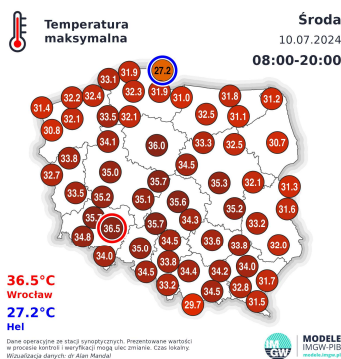 Temperatura
maksymalna
Środa
10.07.2024
08:00-20:00
33.1 31.9 27.2
32.2 32.4 32.3 31.9 31.0 31.8 31.2
31.4
32.1 33.5 32.1 32.5 31.1
30.8
34.1 36.0 33.3 32.5 30.7
33.8 34.5
32.7 35.0 35.7 35.3 32.1 31.3
33.5 35.2 35.1 35.6 35.2 31.6
35.7 36.5 35.7 34.3 33.2
34.8 35.0 34.5 33.6 33.8 32.0
34.0 33.8
34.5 34.4 34.2 34.0
33.2 34.5 32.8 31.7
29.7 31.5
36.5°C
Wrocław
27.2°C
Hel
Dane operacyjne ze stacji synoptycznych. Prezentowane wartości
w procesie kontroli i weryfikacji mogą ulec zmianie. Czas lokalny.
Wizualizacja danych: dr Alan Mandal
IMGW
MODELE
IMGW-PIB
modele.imgw.pl